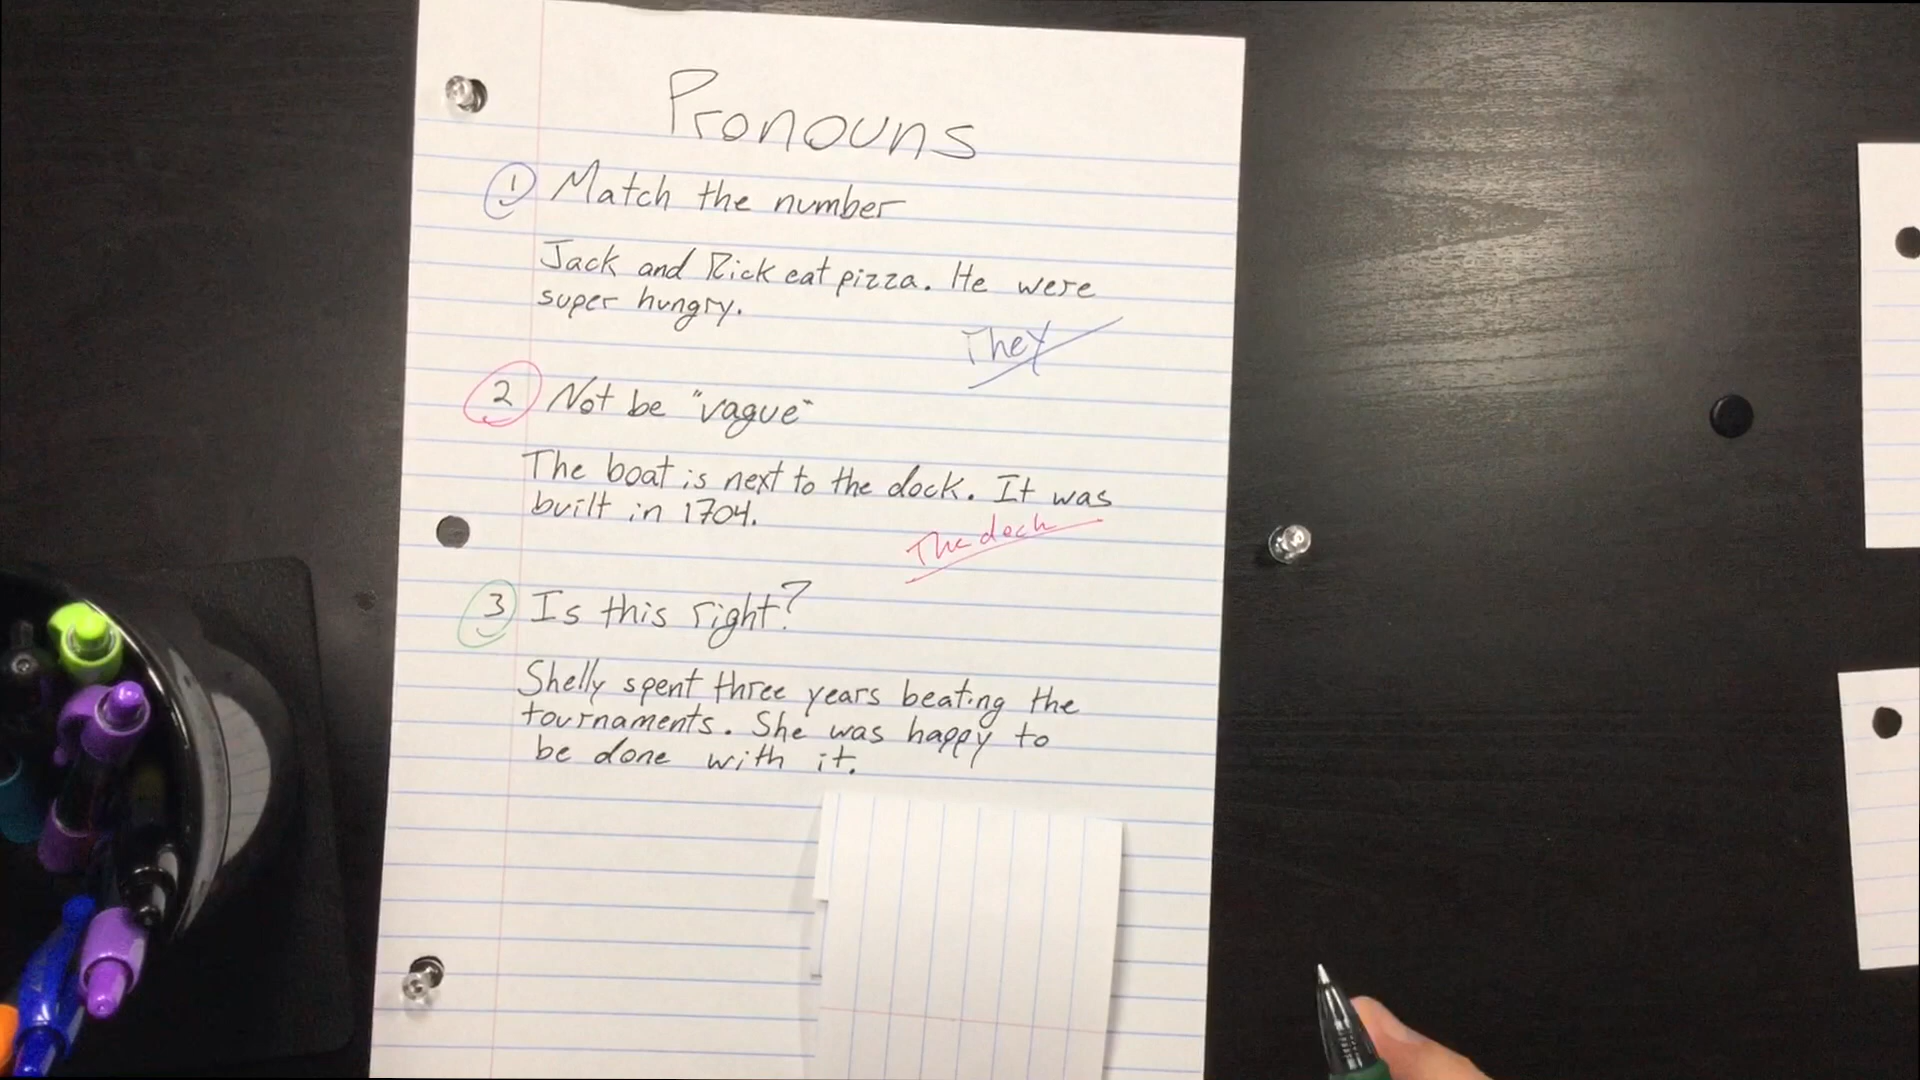 Pronouns
1 Match the number
Jack and Rick eat pizza. He were
super hungry.
They
2 Not be "vague"
The boat is next to the dock. It was
built in 1704.
The dock
3 Is this right?
Shelly spent three years beating the
tournaments. She was happy to
be done with it.